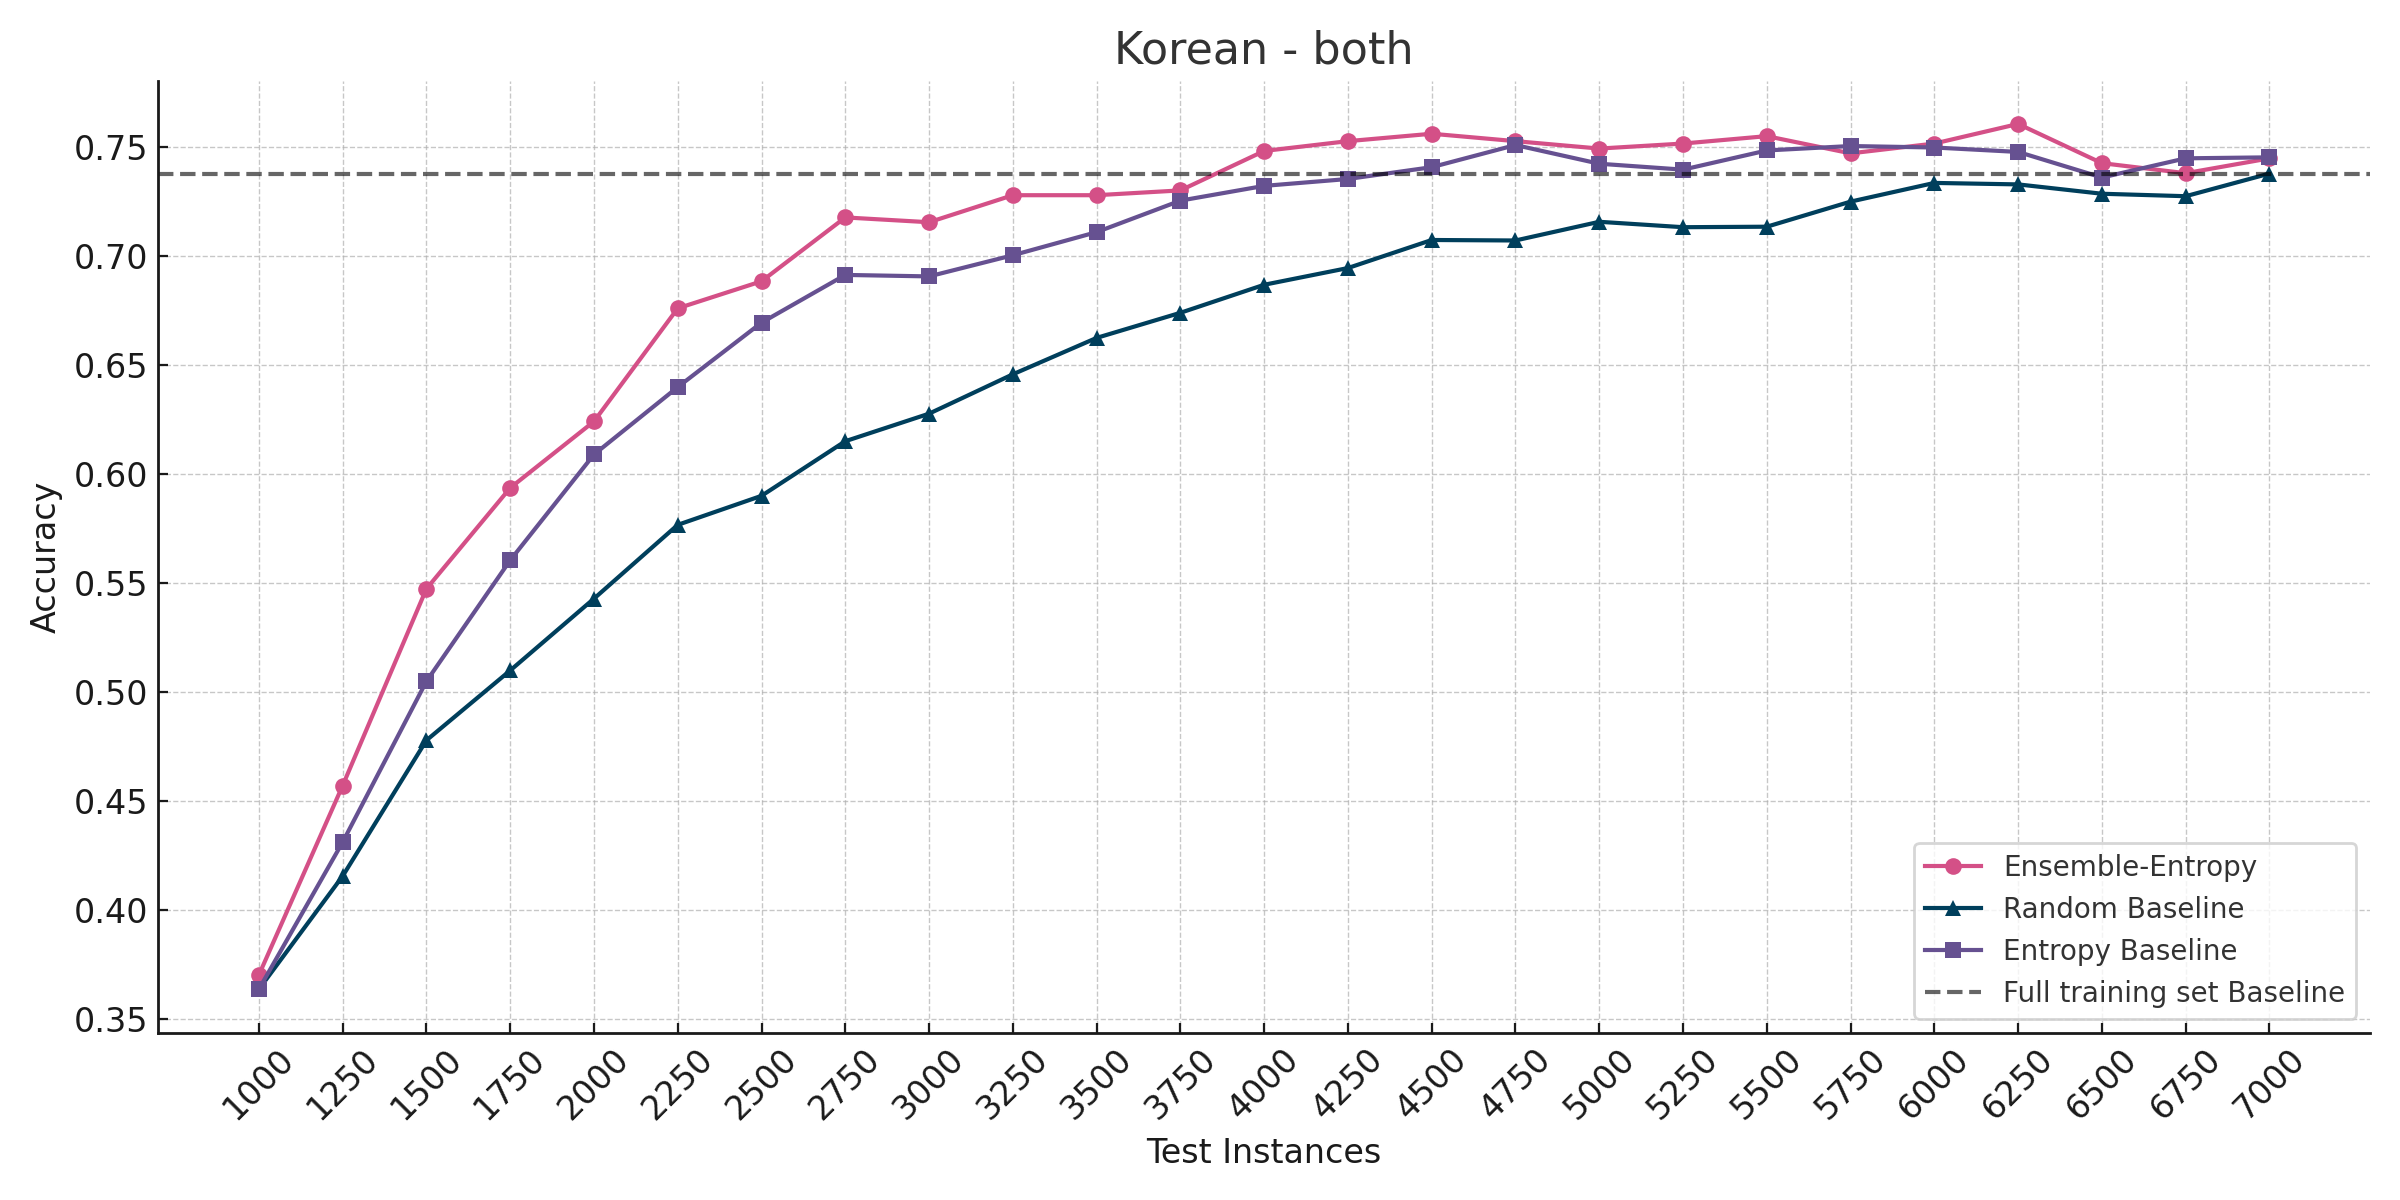 Korean - both
Accuracy
0.75
0.70
0.65
0.60
0.55
0.50
0.45
0.40
0.35
Ensemble-Entropy
Random Baseline
Entropy Baseline
Full training set Baseline
1000 1250 1500 1750 2000 2250 2500 2750 3000 3250 3500 3750 4000 4250 4500 4750 5000 5250 5500 5750 6000 6250 6500 6750 7000
Test Instances